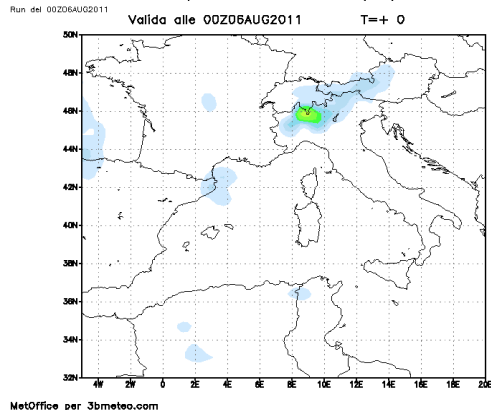 Run del 00Z06AUG2011
Valida alle 00Z06AUG2011 T=+ 0
50N
48N
46N
44N
42N
40N
38N
36N
34N
32N
4W 2W 0 2E 4E 6E 8E 10E 12E 14E 16E 18E 20E
MetOffice per 3bmeteo.com